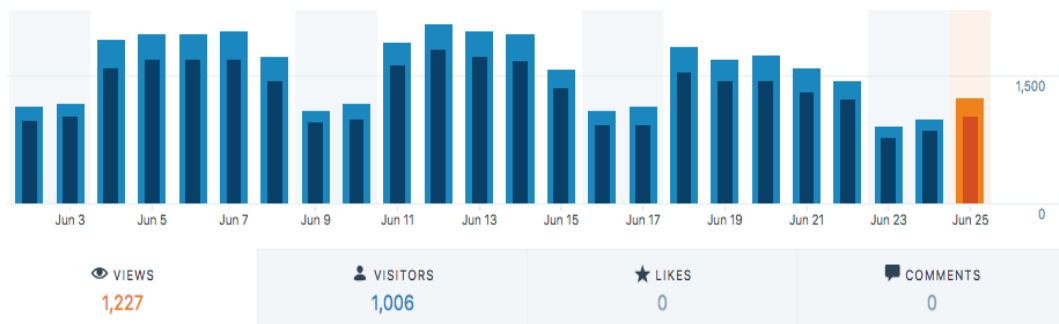 1,500
0
Jun 3 Jun 5 Jun 7 Jun 9 Jun 11 Jun 13 Jun 15 Jun 17 Jun 19 Jun 21 Jun 23 Jun 25
VIEWS VISITORS LIKES COMMENTS
1,227 1,006 0 0